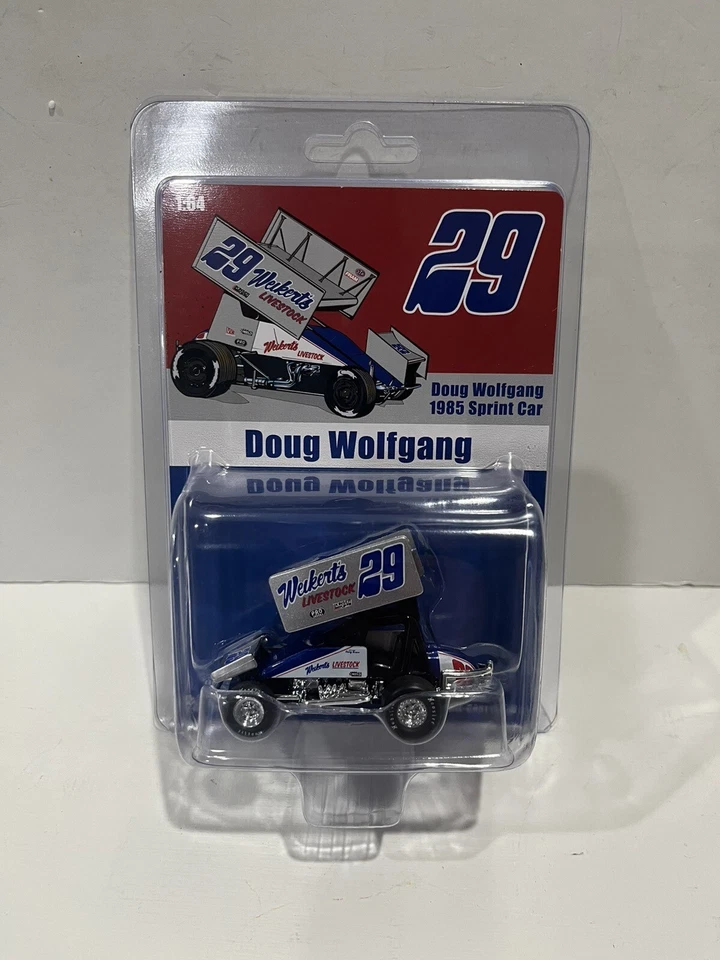 1:64
29
29 Weikert's
LIVESTOCK
Weikert's
LIVESTOCK
Doug Wolfgang
1985 Sprint Car
Doug Wolfgang
Weikert's 29
LIVESTOCK
PRO
Weikert's LIVESTOCK